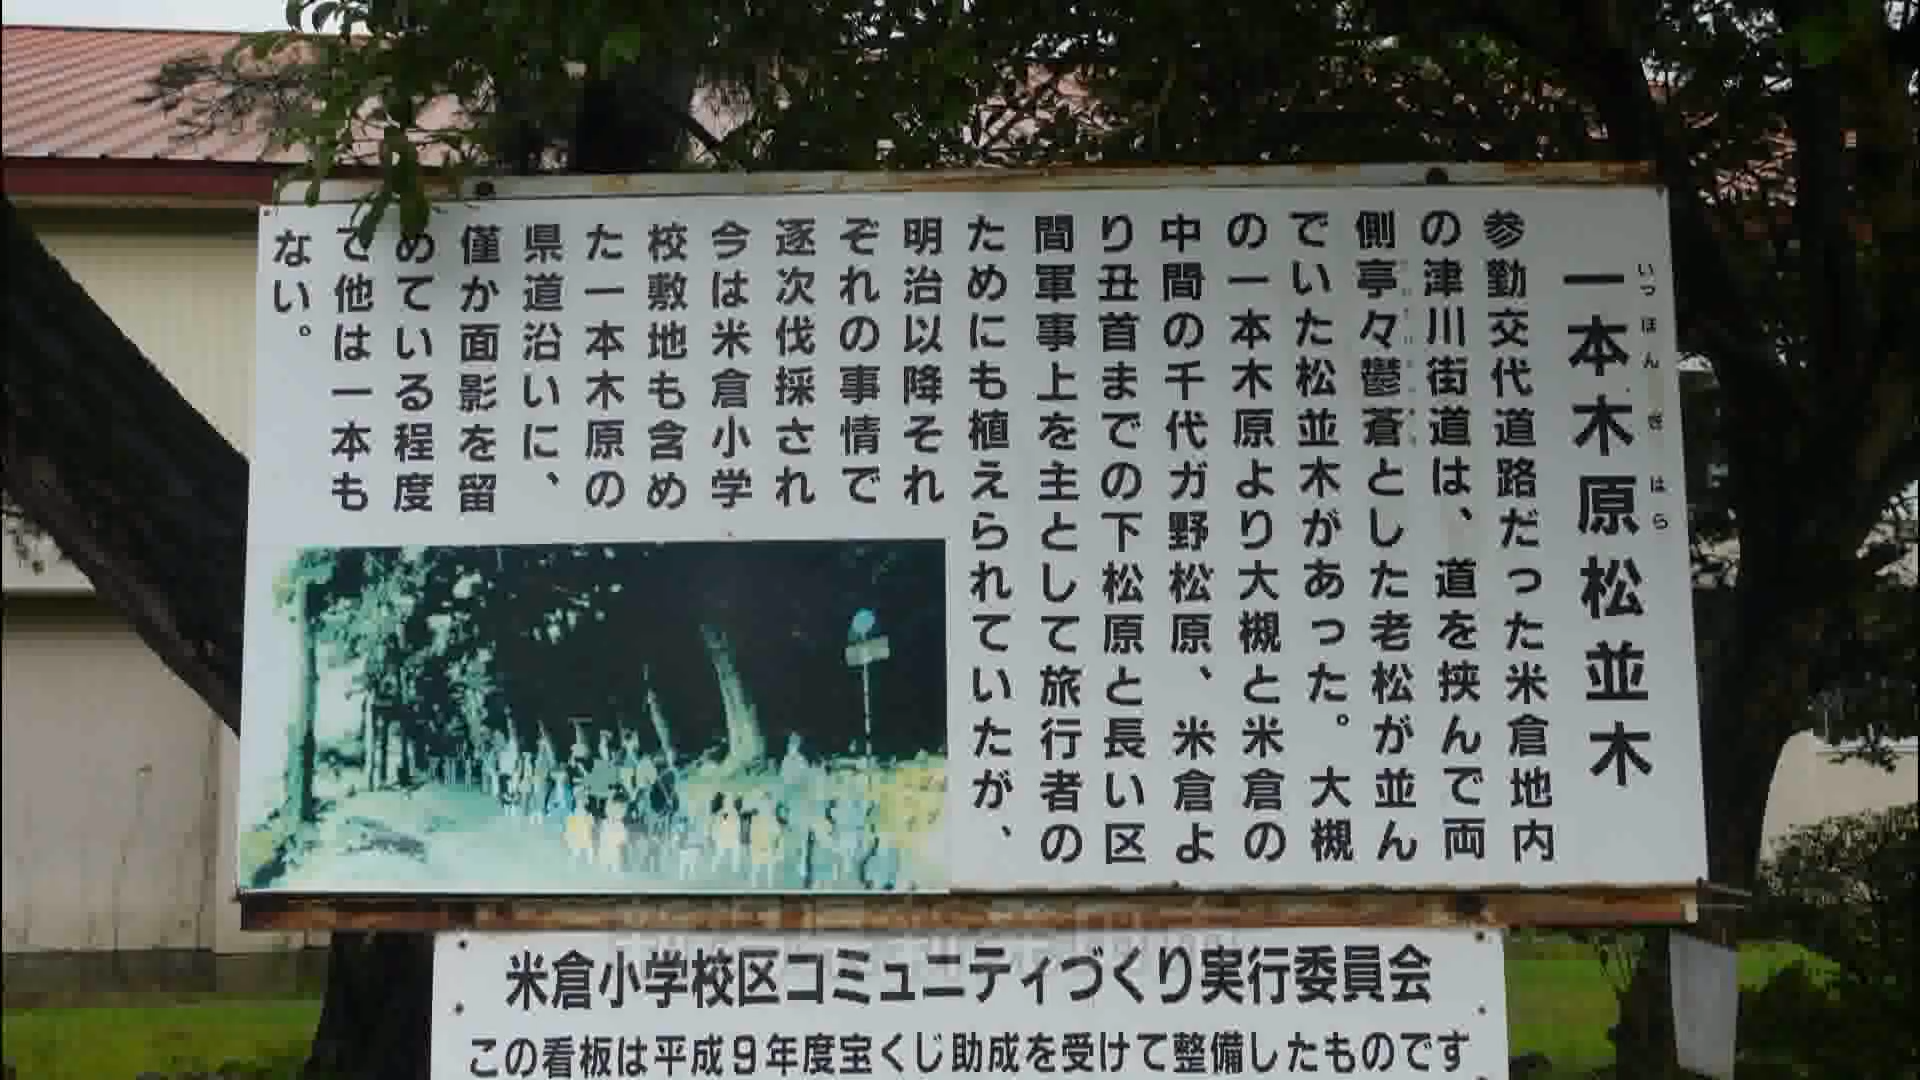 一本木原松並木
いっぽんぎはら
参勤交代道路だった米倉地内
の津川街道は、道を挟んで両
側亭々鬱蒼とした老松が並ん
でいた松並木があった。大槻
の一本木原より大槻と米倉の
中間の千代ガ野松原、米倉よ
り丑首までの下松原と長い区
間軍事上を主として旅行者の
ためにも植えられていたが、
明治以降それ
ぞれの事情で
逐次伐採され
今は米倉小学
校敷地も含め
た一本木原の
県道沿いに、
僅か面影を留
めている程度
で他は一本も
ない。
米倉小学校区コミュニティづくり実行委員会
この看板は平成9年度宝くじ助成を受けて整備したものです